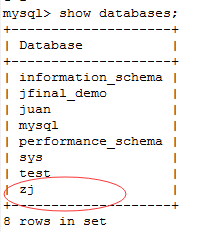 mysql> show databases;
+--------------------+
| Database           |
+--------------------+
| information_schema |
| jfinal_demo        |
| juan               |
| mysql              |
| performance_schema |
| sys                |
| test               |
| zj                 |
+--------------------+
8 rows in set